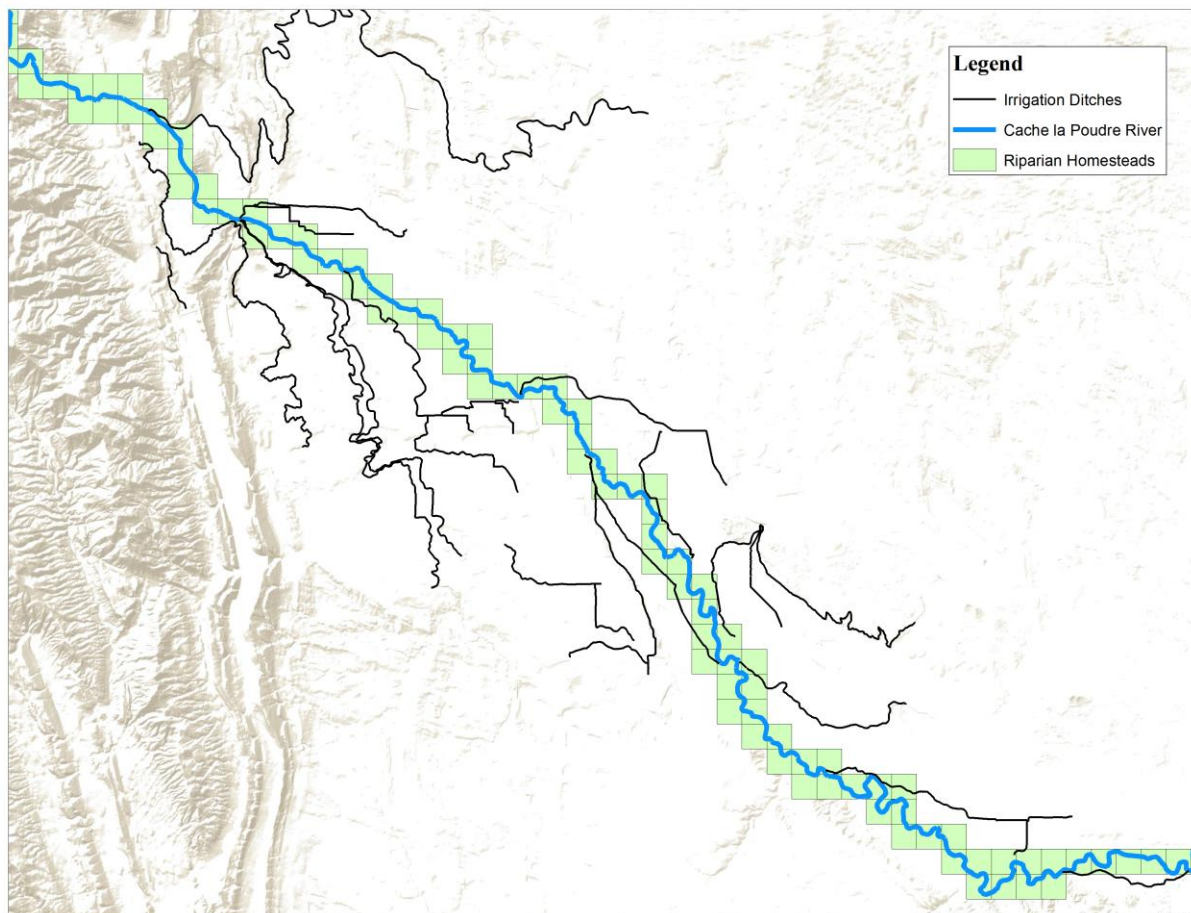 Legend
Irrigation Ditches
Cache la Poudre River
Riparian Homesteads